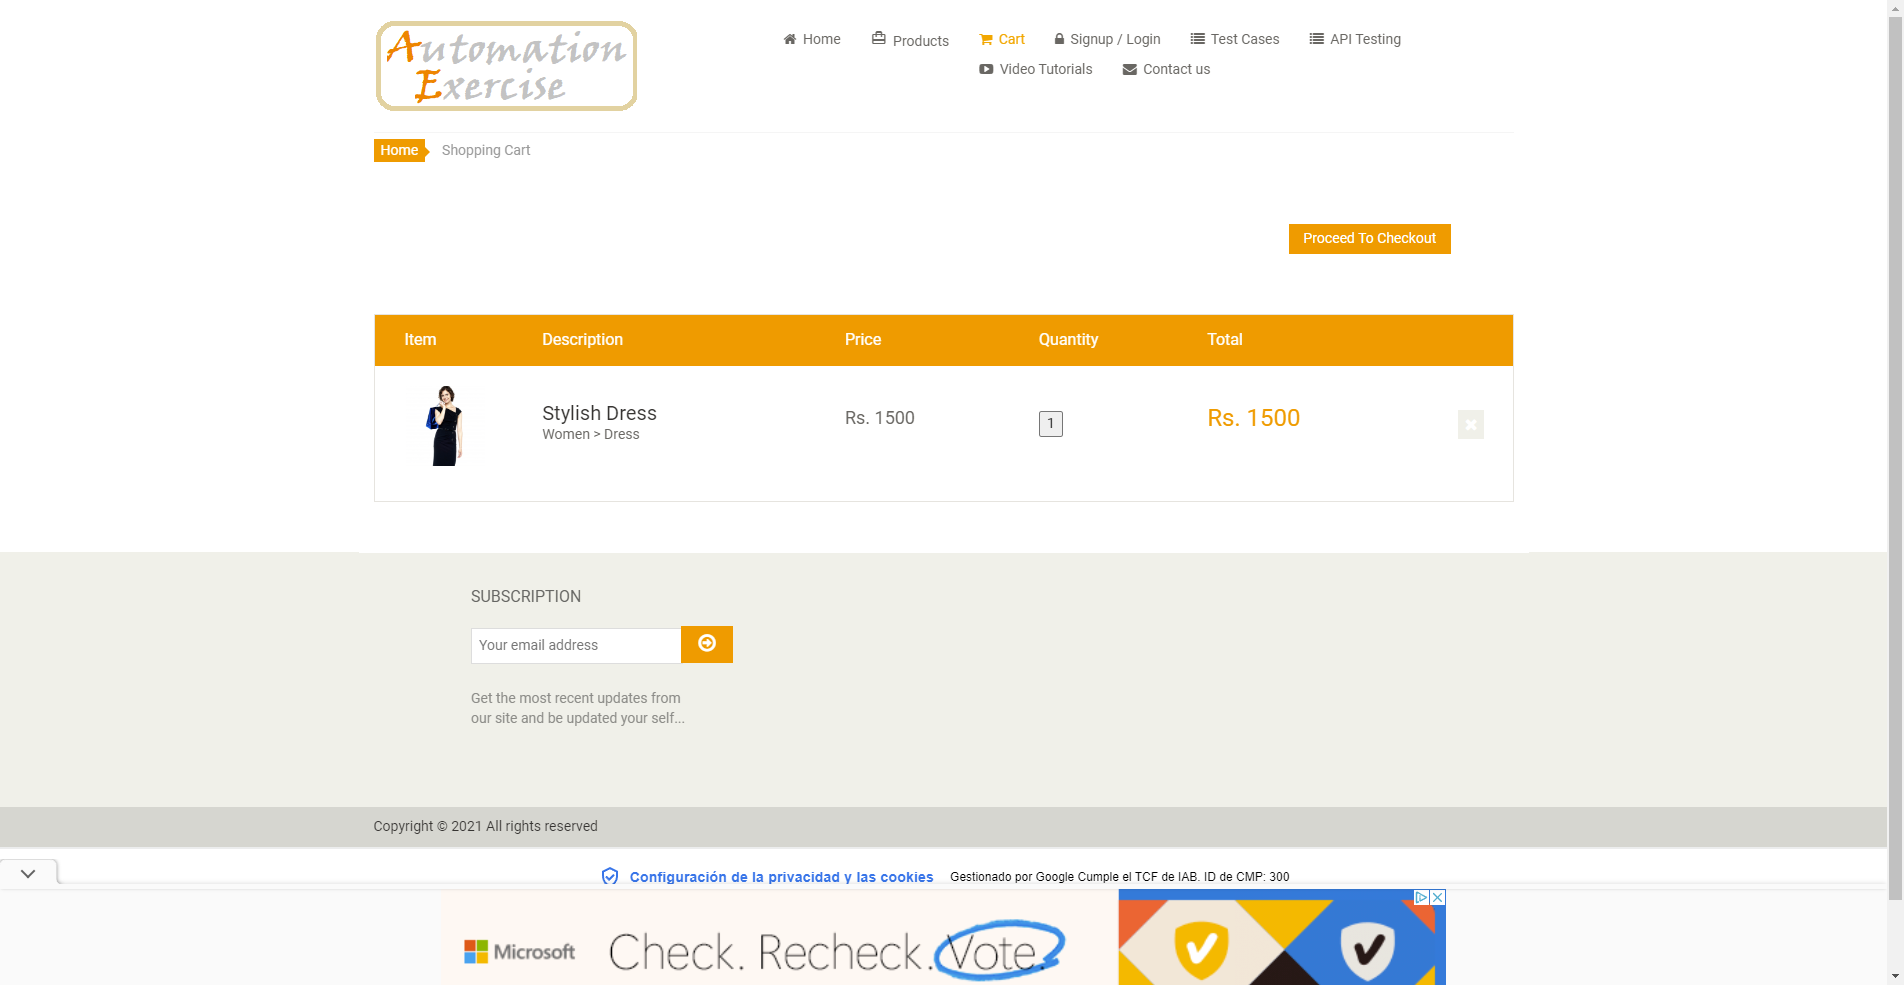 Automation
Exercise
Home
Products
Cart
Signup / Login
Test Cases
API Testing
Video Tutorials
Contact us
Home
Shopping Cart
Proceed To Checkout
Item Description Price Quantity Total
Stylish Dress
Women > Dress
Rs. 1500
1
Rs. 1500
SUBSCRIPTION
Your email address
Get the most recent updates from
our site and be updated your self...
Copyright © 2021 All rights reserved
Configuración de la privacidad y las cookies
Gestionado por Google Cumple el TCF de IAB. ID de CMP: 300
Microsoft
Check. Recheck. Vote.